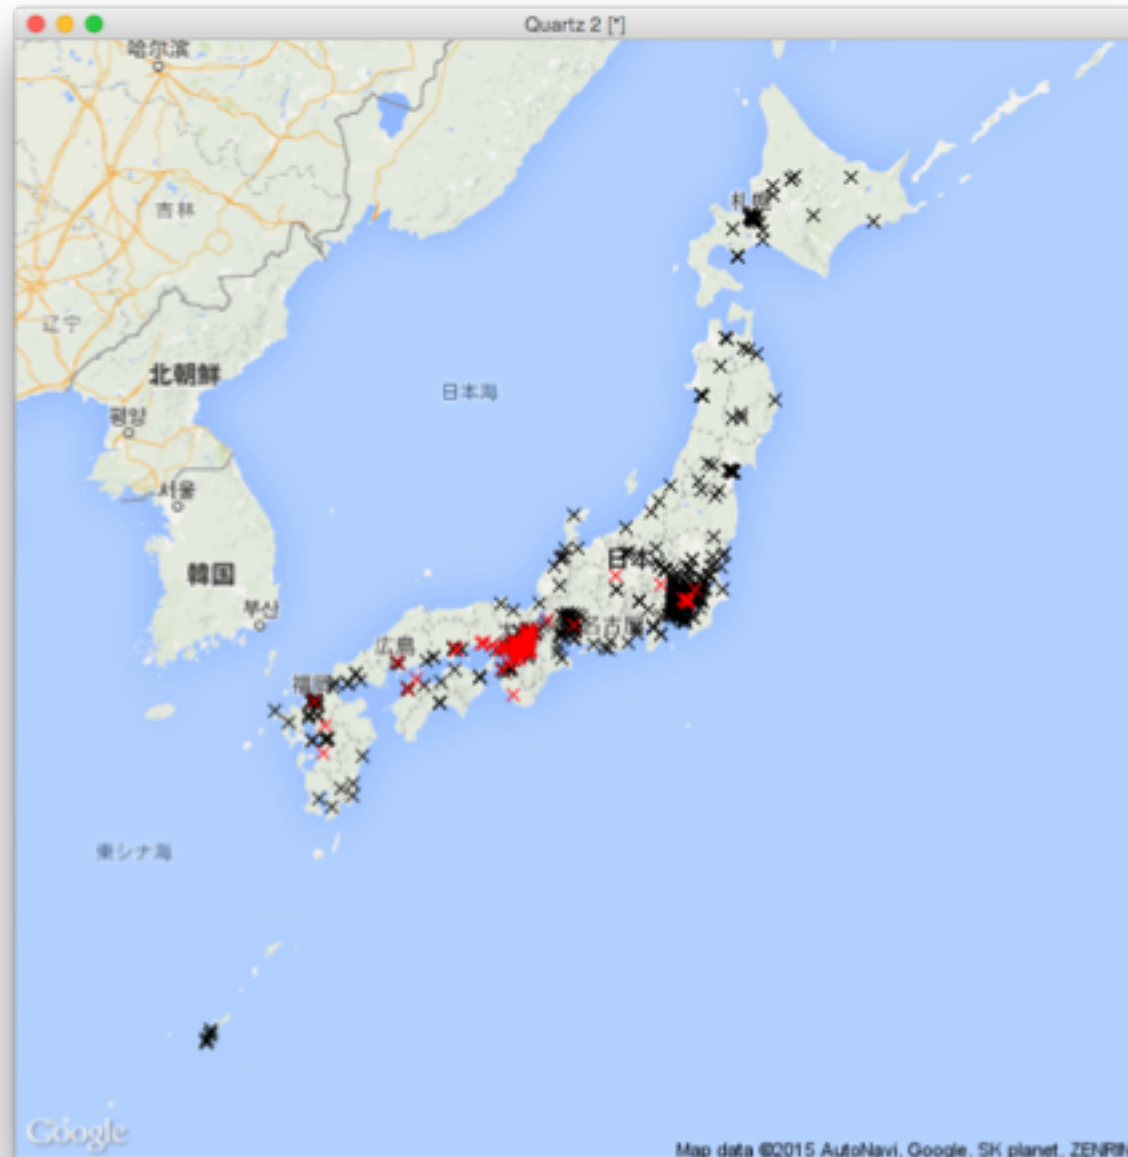 Quartz 2 [*]
哈尔滨
吉林
札幌
辽宁
北朝鮮
日本海
평양
서울
日本
韓国
부산
名古屋
広島
福岡
東シナ海
Google
Map data ©2015 AutoNavi, Google, SK planet, ZENRIN